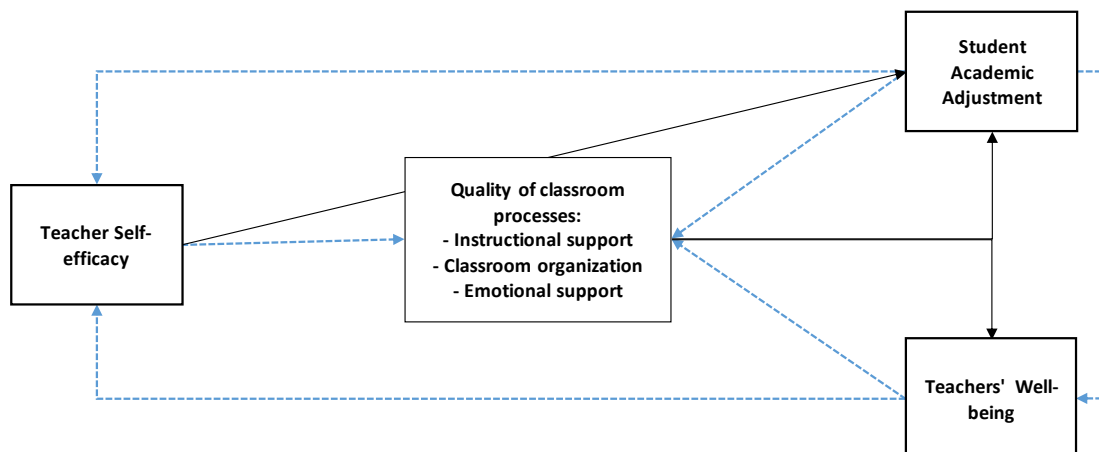 Student
Academic
Adjustment
Quality of classroom
processes:
- Instructional support
- Classroom organization
- Emotional support
Teacher Self-
efficacy
Teachers' Well-
being